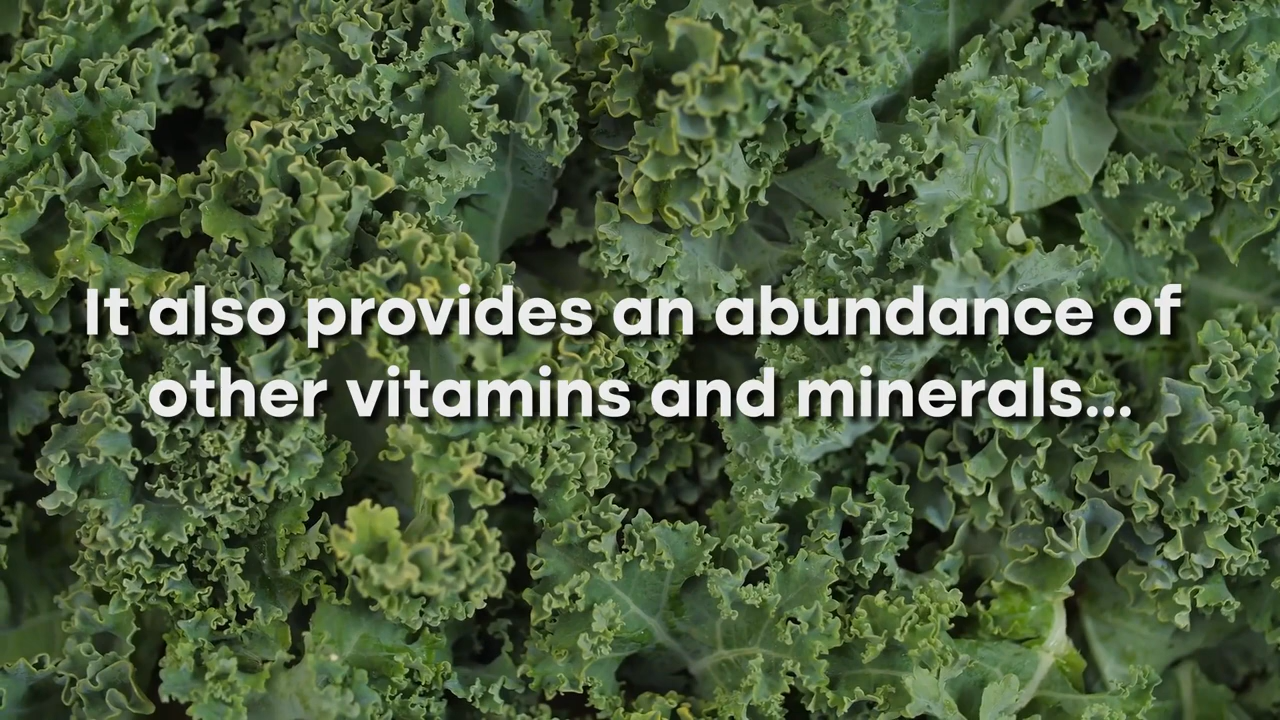 It also provides an abundance of
other vitamins and minerals...